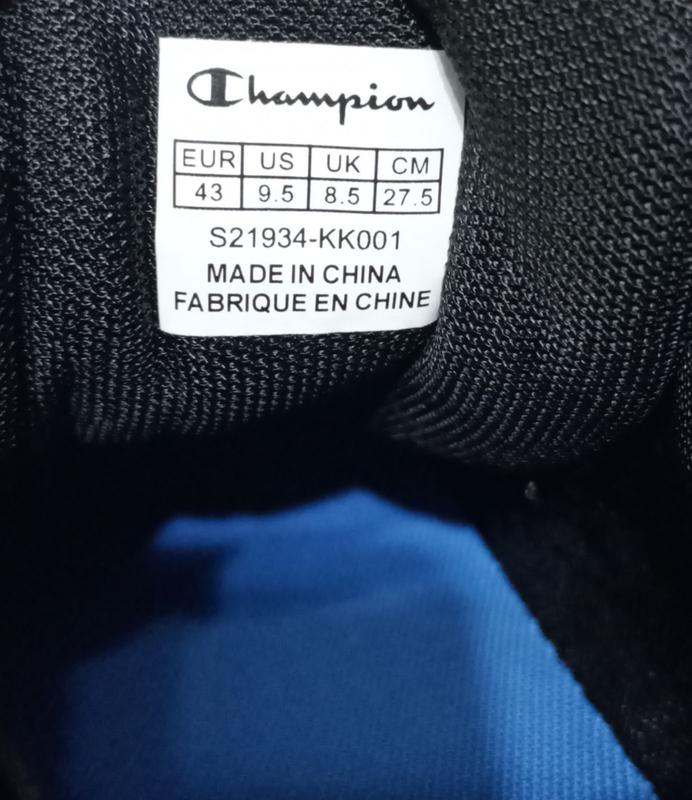 Champion
EUR US UK CM
43 9.5 8.5 27.5
S21934-KK001
MADE IN CHINA
FABRIQUE EN CHINE